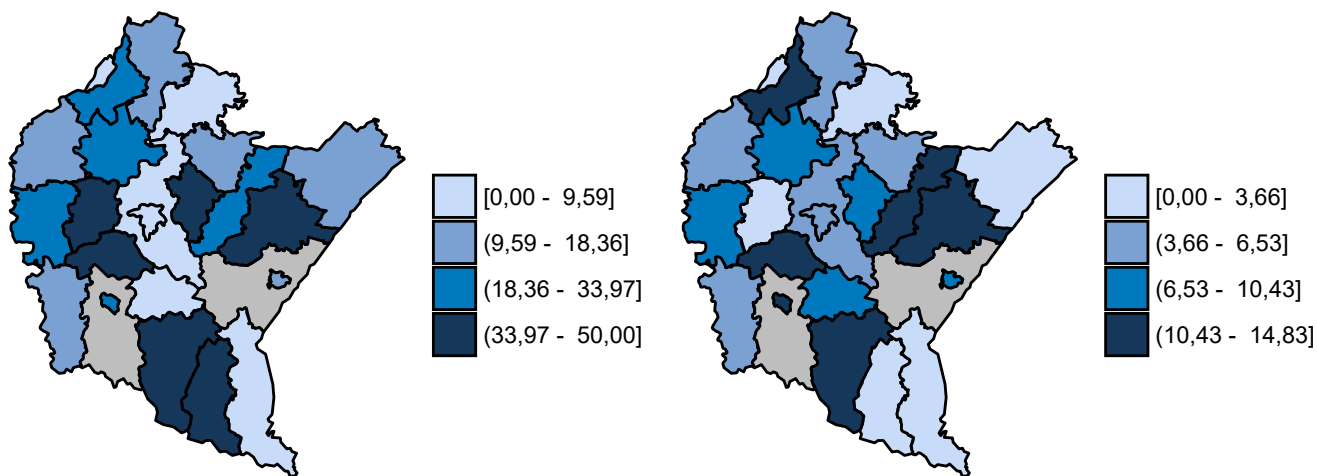 [0,00 - 9,59]
(9,59 - 18,36]
(18,36 - 33,97]
(33,97 - 50,00]
[0,00 - 3,66]
(3,66 - 6,53]
(6,53 - 10,43]
(10,43 - 14,83]